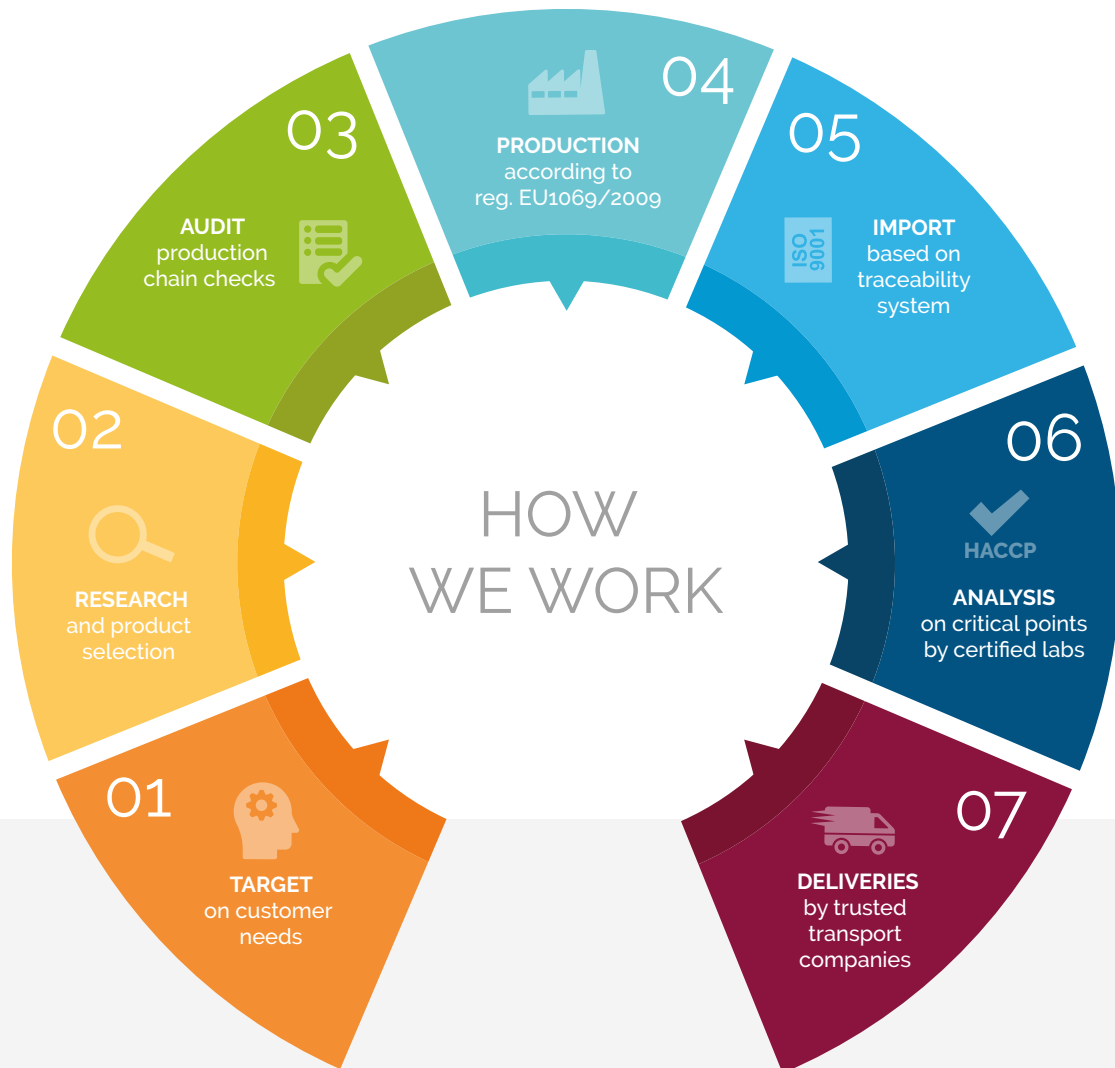 HOW
WE WORK
01
TARGET
on customer
needs
02
RESEARCH
and product
selection
03
AUDIT
production
chain checks
04
PRODUCTION
according to
reg. EU1069/2009
05
ISO
9001
IMPORT
based on
traceability
system
06
HACCP
ANALYSIS
on critical points
by certified labs
07
DELIVERIES
by trusted
transport
companies